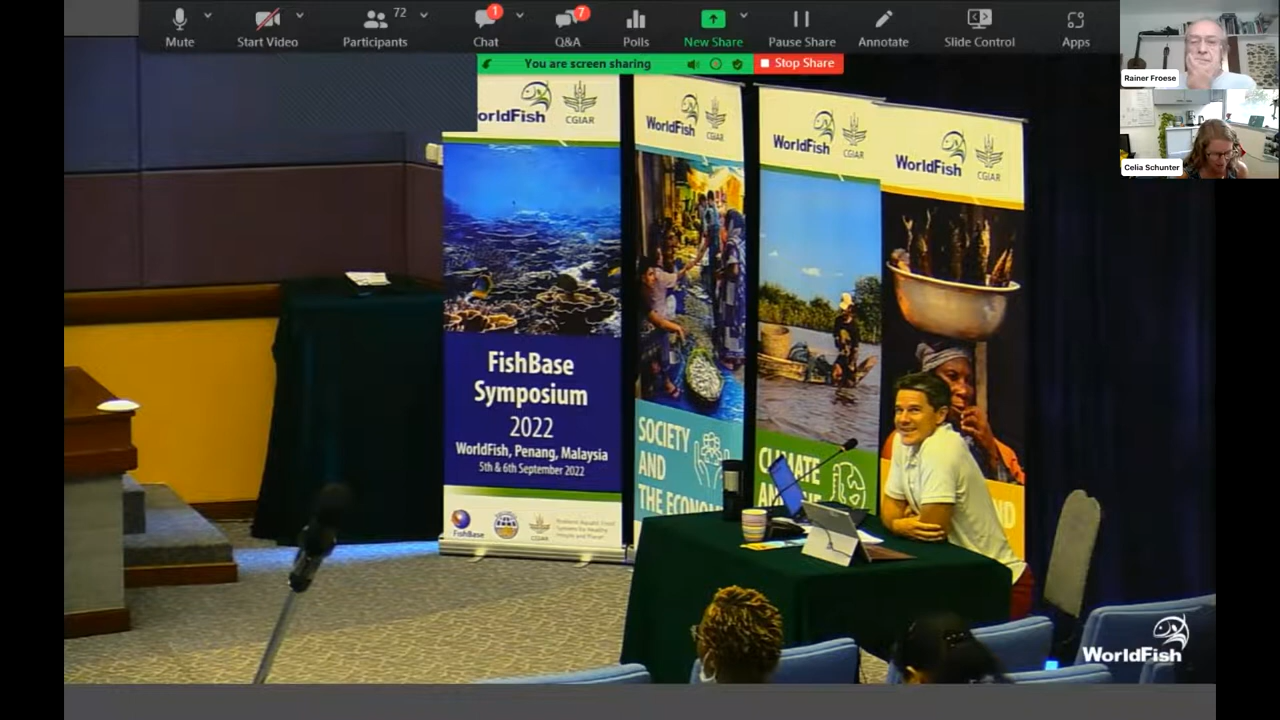 72
1
7
Mute
Start Video
Participants
Chat
Q&A
Polls
New Share
Pause Share
Annotate
Slide Control
Apps
You are screen sharing
Stop Share
Rainer Froese
Celia Schunter
orldFish
CGIAR
WorldFish
CGIAR
WorldFish
CGIAR
WorldFish
CGIAR
FishBase
Symposium
2022
WorldFish, Penang, Malaysia
5th & 6th September 2022
FishBase
CGIAR
SOCIETY
AND
THE ECONO
WorldFish